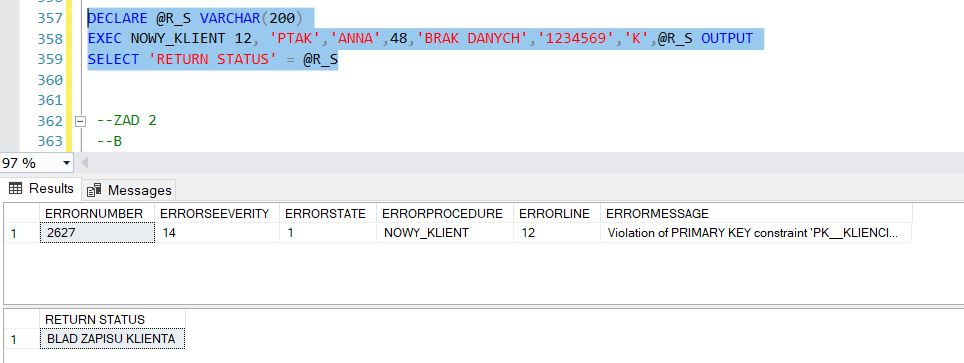 357 DECLARE @R_S VARCHAR(200)
358 EXEC NOWY_KLIENT 12, 'PTAK','ANNA',48,'BRAK DANYCH','1234569','K',@R_S OUTPUT
359 SELECT 'RETURN STATUS' = @R_S
360
361
362 --ZAD 2
363 --B
97 %
Results Messages
ERRORNUMBER ERRORSEEVERITY ERRORSTATE ERRORPROCEDURE ERRORLINE ERRORMESSAGE
1 2627 14 1 NOWY_KLIENT 12 Violation of PRIMARY KEY constraint 'PK__KLIENCI...
RETURN STATUS
1 BLAD ZAPISU KLIENTA